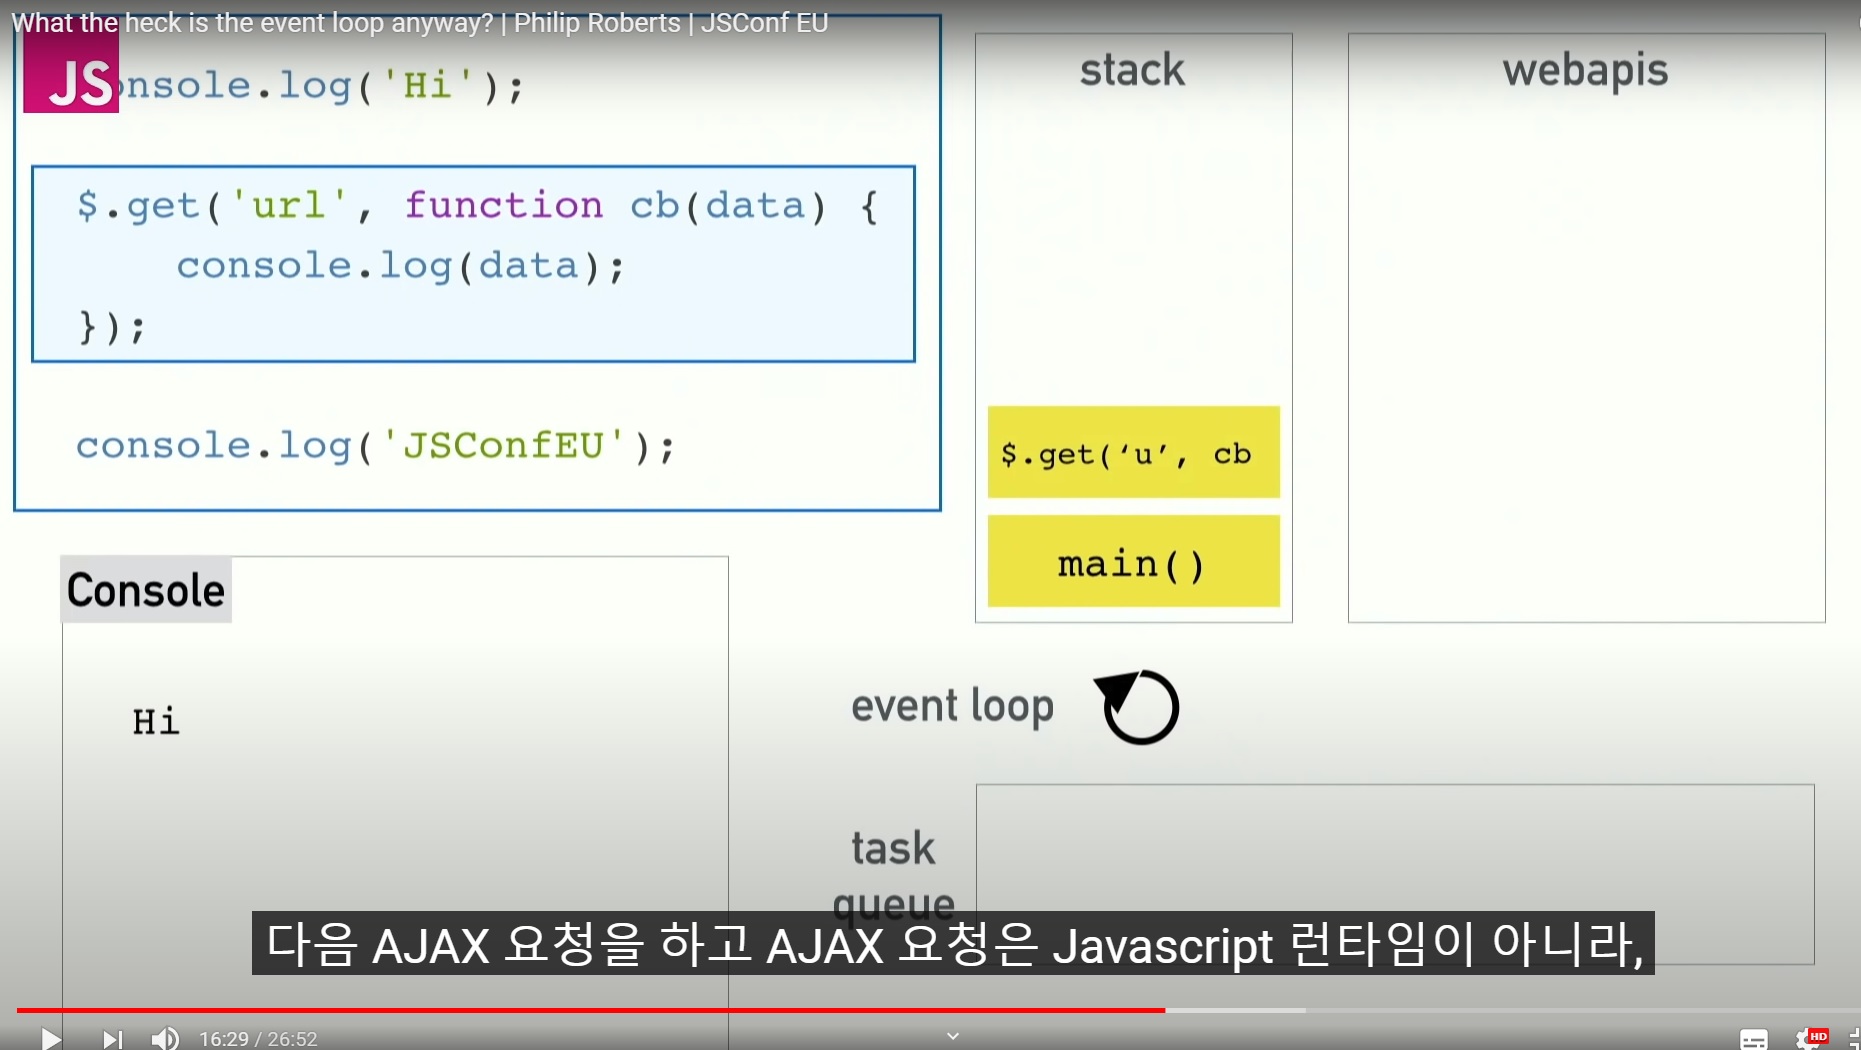 What the heck is the event loop anyway? | Philip Roberts | JSConf EU
JS
onsole.log('Hi');
$.get('url', function cb(data) {
console.log(data);
});
console.log('JSConfEU');
stack
$.get(‘u’, cb
main()
webapis
Console
Hi
event loop
task
queue
다음 AJAX 요청을 하고 AJAX 요청은 Javascript 런타임이 아니라,
16:29 / 26:52
HD